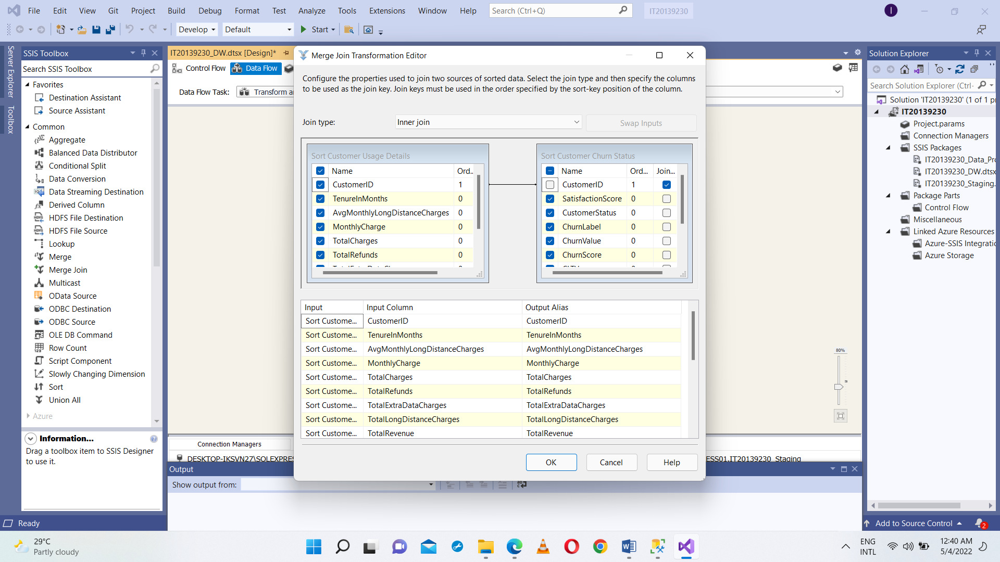 File Edit View Git Project Build Debug Format Test Analyze Tools Extensions Window Help Search (Ctrl+Q) IT20139230 I
Develop Default Start
Server Explorer
Toolbox
SSIS Toolbox
Search SSIS Toolbox
Favorites
Destination Assistant
Source Assistant
Common
Aggregate
Balanced Data Distributor
Conditional Split
Data Conversion
Data Streaming Destination
Derived Column
HDFS File Destination
HDFS File Source
Lookup
Merge
Merge Join
Multicast
OData Source
ODBC Destination
ODBC Source
OLE DB Command
Row Count
Script Component
Slowly Changing Dimension
Sort
Union All
Azure
Information...
Drag a toolbox item to SSIS Designer
to use it.
IT20139230_DW.dtsx [Design]*
Control Flow Data Flow
Data Flow Task: Transform
Merge Join Transformation Editor
Configure the properties used to join two sources of sorted data. Select the join type and then specify the columns
to be used as the join key. Join keys must be used in the order specified by the sort-key position of the column.
Join type: Inner join Swap Inputs
Sort Customer Usage Details
Name Ord..
CustomerID 1
TenureInMonths 0
AvgMonthlyLongDistanceCharges 0
MonthlyCharge 0
TotalCharges 0
TotalRefunds 0
Sort Customer Churn Status
Name Ord... Join...
CustomerID 1
SatisfactionScore 0
CustomerStatus 0
ChurnLabel 0
ChurnValue 0
ChurnScore 0
Input Input Column Output Alias
Sort Custome... CustomerID CustomerID
Sort Custome... TenureInMonths TenureInMonths
Sort Custome... AvgMonthlyLongDistanceCharges AvgMonthlyLongDistanceCharges
Sort Custome... MonthlyCharge MonthlyCharge
Sort Custome... TotalCharges TotalCharges
Sort Custome... TotalRefunds TotalRefunds
Sort Custome... TotalExtraDataCharges TotalExtraDataCharges
Sort Custome... TotalLongDistanceCharges TotalLongDistanceCharges
Sort Custome... TotalRevenue TotalRevenue
OK Cancel Help
80%
Connection Managers
DESKTOP-IKSVN27\SQLEXPRES ESS01.IT20139230_Staging
Output
Show output from:
Solution Explorer
Search Solution Explorer (Ctrl-
Solution 'IT20139230' (1 of 1 p
IT20139230
Project.params
Connection Managers
SSIS Packages
IT20139230_Data_Pr
IT20139230_DW.dtsx
IT20139230_Staging.
Package Parts
Control Flow
Miscellaneous
Linked Azure Resources
Azure-SSIS Integratio
Azure Storage
Ready Add to Source Control 2
29°C
Partly cloudy
ENG
INTL
12:40 AM
5/4/2022